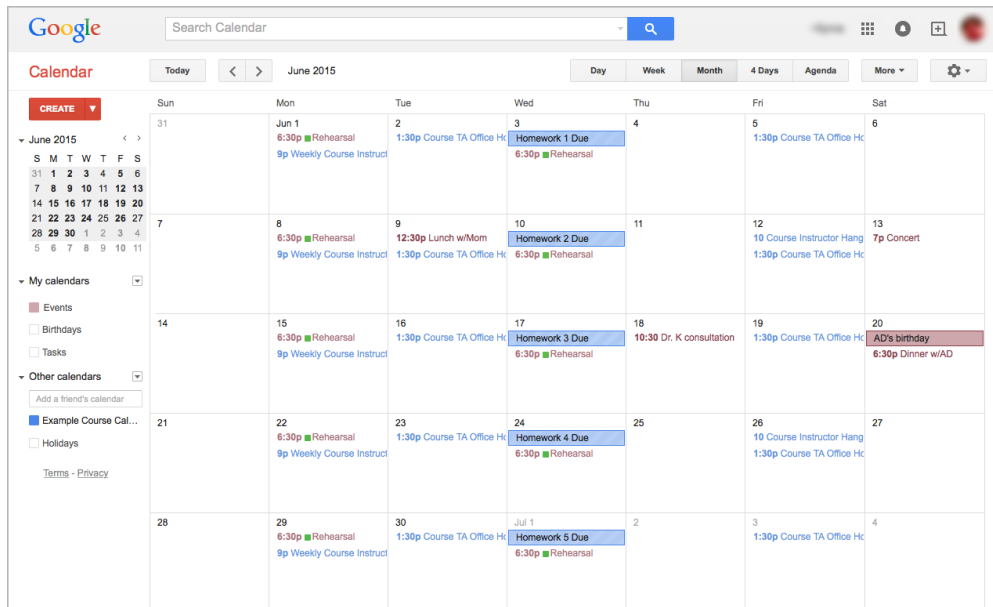 Google
Search Calendar
Calendar
Today
June 2015
Day Week Month 4 Days Agenda
More
CREATE
June 2015
S M T W T F S
31 1 2 3 4 5 6
7 8 9 10 11 12 13
14 15 16 17 18 19 20
21 22 23 24 25 26 27
28 29 30 1 2 3 4
5 6 7 8 9 10 11
My calendars
Events
Birthdays
Tasks
Other calendars
Add a friend's calendar
Example Course Cal...
Holidays
Terms - Privacy
Sun Mon Tue Wed Thu Fri Sat
31 Jun 1 2 3 4 5 6
6:30p Rehearsal 1:30p Course TA Office Ho Homework 1 Due 1:30p Course TA Office Ho
9p Weekly Course Instruct 6:30p Rehearsal
7 8 9 10 11 12 13
6:30p Rehearsal 12:30p Lunch w/Mom Homework 2 Due 10 Course Instructor Hang 7p Concert
9p Weekly Course Instruct 1:30p Course TA Office Ho 6:30p Rehearsal 1:30p Course TA Office Ho
14 15 16 17 18 19 20
6:30p Rehearsal 1:30p Course TA Office Ho Homework 3 Due 10:30 Dr. K consultation 1:30p Course TA Office Ho AD's birthday
9p Weekly Course Instruct 6:30p Rehearsal 6:30p Dinner w/AD
21 22 23 24 25 26 27
6:30p Rehearsal 1:30p Course TA Office Ho Homework 4 Due 10 Course Instructor Hang
9p Weekly Course Instruct 6:30p Rehearsal 1:30p Course TA Office Ho
28 29 30 Jul 1 2 3 4
6:30p Rehearsal 1:30p Course TA Office Ho Homework 5 Due 1:30p Course TA Office Ho
9p Weekly Course Instruct 6:30p Rehearsal